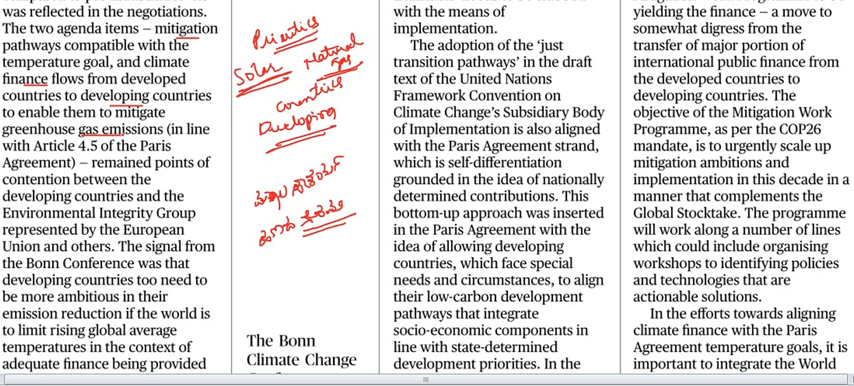 was reflected in the negotiations.
The two agenda items – mitigation
pathways compatible with the
temperature goal, and climate
finance flows from developed
countries to developing countries
to enable them to mitigate
greenhouse gas emissions (in line
with Article 4.5 of the Paris
Agreement) – remained points of
contention between the
developing countries and the
Environmental Integrity Group
represented by the European
Union and others. The signal from
the Bonn Conference was that
developing countries too need to
be more ambitious in their
emission reduction if the world is
to limit rising global average
temperatures in the context of
adequate finance being provided
Priorities
Solar
Natural
gas
Countries
Developing
The Bonn
Climate Change
with the means of
implementation.
The adoption of the ‘just
transition pathways’ in the draft
text of the United Nations
Framework Convention on
Climate Change’s Subsidiary Body
of Implementation is also aligned
with the Paris Agreement strand,
which is self-differentiation
grounded in the idea of nationally
determined contributions. This
bottom-up approach was inserted
in the Paris Agreement with the
idea of allowing developing
countries, which face special
needs and circumstances, to align
their low-carbon development
pathways that integrate
socio-economic components in
line with state-determined
development priorities. In the
yielding the finance – a move to
somewhat digress from the
transfer of major portion of
international public finance from
the developed countries to
developing countries. The
objective of the Mitigation Work
Programme, as per the COP26
mandate, is to urgently scale up
mitigation ambitions and
implementation in this decade in a
manner that complements the
Global Stocktake. The programme
will work along a number of lines
which could include organising
workshops to identifying policies
and technologies that are
actionable solutions.
In the efforts towards aligning
climate finance with the Paris
Agreement temperature goals, it is
important to integrate the World